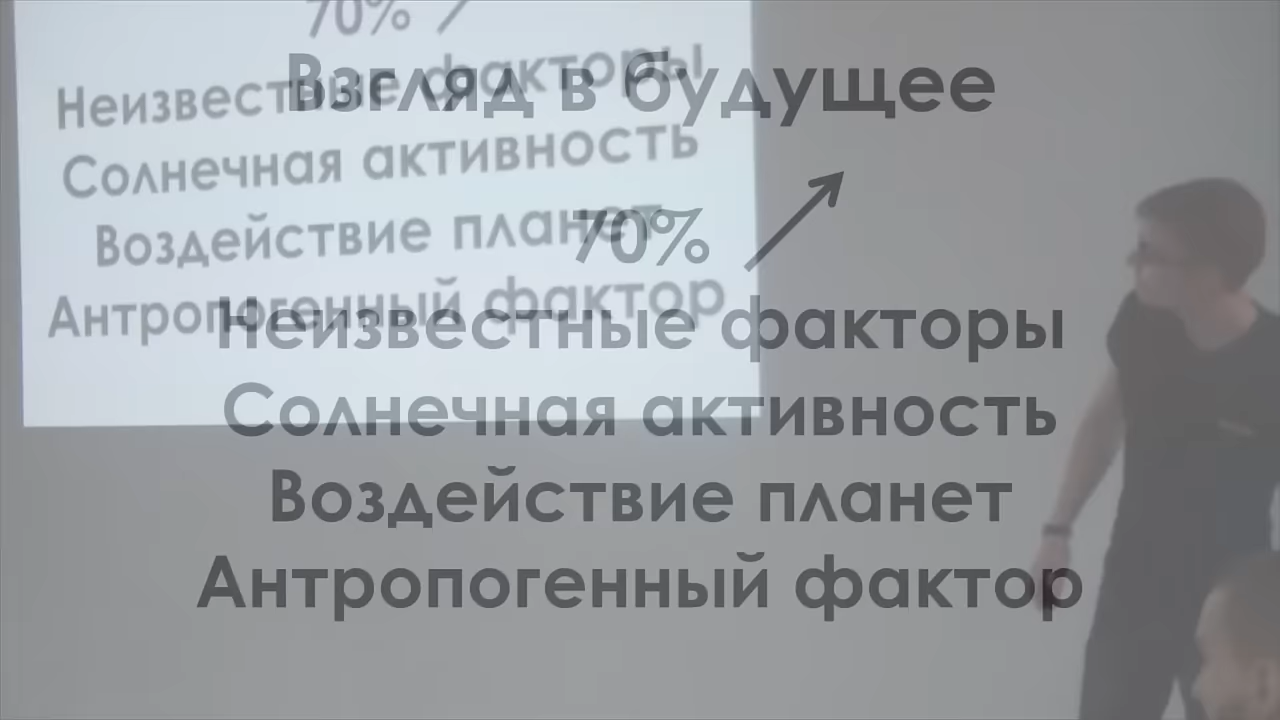 70%
Неизвестные факторы
Солнечная активность
Воздействие планет
Антропогенный фактор
Взгляд в будущее
70%
Неизвестные факторы
Солнечная активность
Воздействие планет
Антропогенный фактор